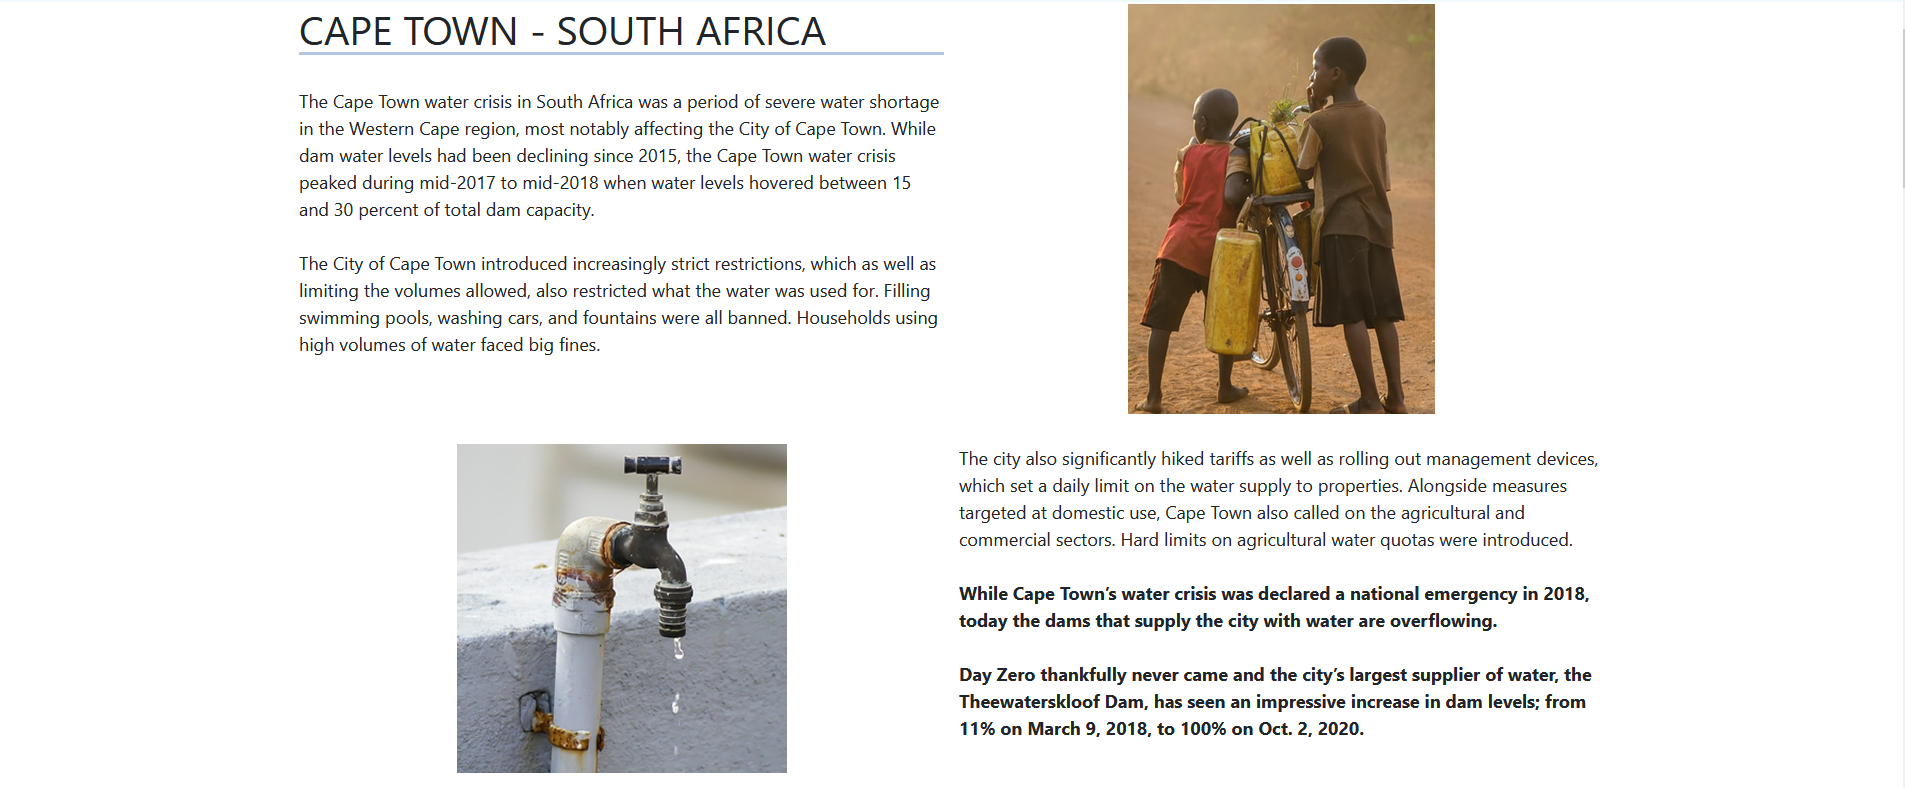 CAPE TOWN - SOUTH AFRICA
The Cape Town water crisis in South Africa was a period of severe water shortage
in the Western Cape region, most notably affecting the City of Cape Town. While
dam water levels had been declining since 2015, the Cape Town water crisis
peaked during mid-2017 to mid-2018 when water levels hovered between 15
and 30 percent of total dam capacity.
The City of Cape Town introduced increasingly strict restrictions, which as well as
limiting the volumes allowed, also restricted what the water was used for. Filling
swimming pools, washing cars, and fountains were all banned. Households using
high volumes of water faced big fines.
The city also significantly hiked tariffs as well as rolling out management devices,
which set a daily limit on the water supply to properties. Alongside measures
targeted at domestic use, Cape Town also called on the agricultural and
commercial sectors. Hard limits on agricultural water quotas were introduced.
While Cape Town’s water crisis was declared a national emergency in 2018,
today the dams that supply the city with water are overflowing.
Day Zero thankfully never came and the city’s largest supplier of water, the
Theewaterskloof Dam, has seen an impressive increase in dam levels; from
11% on March 9, 2018, to 100% on Oct. 2, 2020.